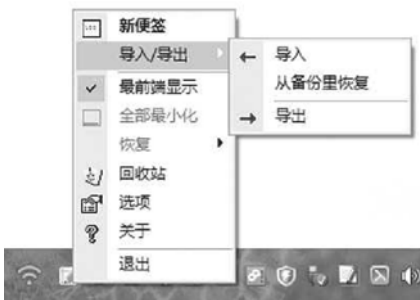 新便签
导入/导出
最前端显示
全部最小化
恢复
回收站
选项
关于
退出
导入
从备份里恢复
导出